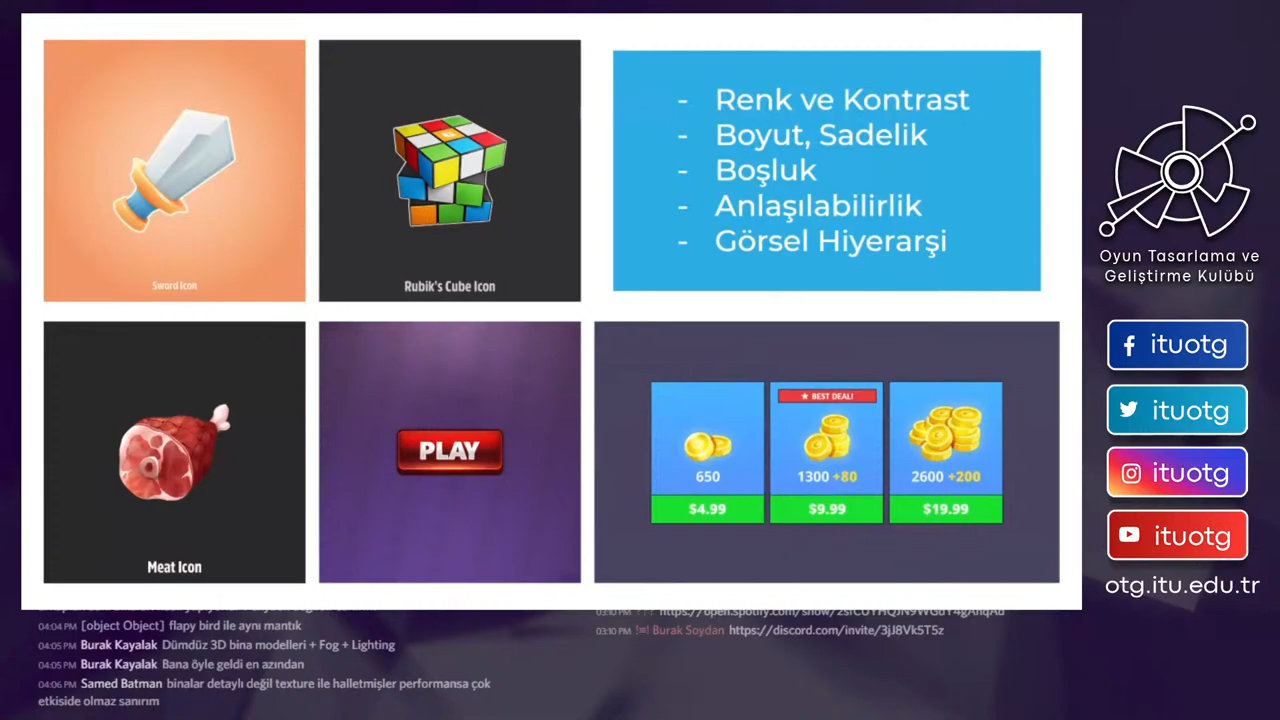 Sword Icon
Rubik's Cube Icon
- Renk ve Kontrast
- Boyut, Sadelik
- Boşluk
- Anlaşılabilirlik
- Görsel Hiyerarşi
Meat Icon
PLAY
★ BEST DEAL!
650
1300 +80
2600 +200
$4.99
$9.99
$19.99
Oyun Tasarlama ve
Geliştirme Kulübü
ituotg
ituotg
ituotg
ituotg
otg.itu.edu.tr
04:04 PM [object Object] flapy bird ile aynı mantık
04:05 PM Burak Kayalak Dümdüz 3D bina modelleri + Fog + Lighting
04:05 PM Burak Kayalak Bana öyle geldi en azından
04:06 PM Samed Batman binalar detaylı değil texture ile halletmişler performansa çok
etkiside olmaz sanırım
03:10 PM Burak Soydan https://discord.com/invite/3jJ8Vk5T5z